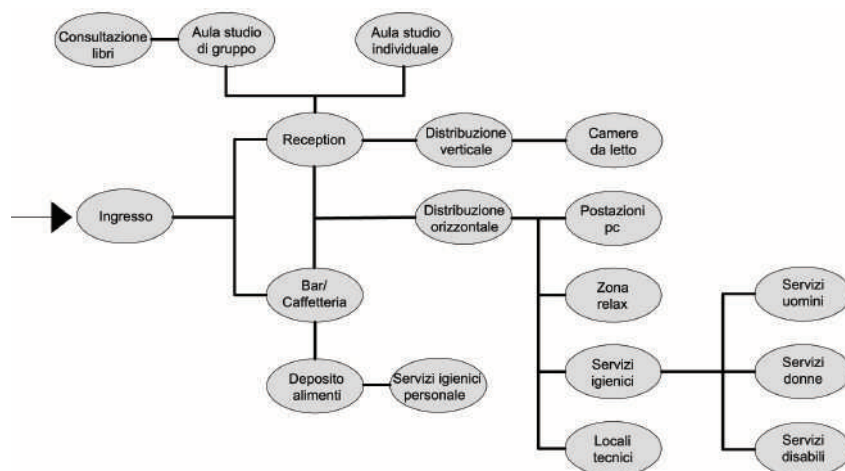 Consultazione
libri
Aula studio
di gruppo
Aula studio
individuale
Reception
Distribuzione
verticale
Camere
da letto
Ingresso
Distribuzione
orizzontale
Postazioni
pc
Bar/
Caffetteria
Zona
relax
Servizi
uomini
Deposito
alimenti
Servizi igienici
personale
Servizi
igienici
Servizi
donne
Locali
tecnici
Servizi
disabili